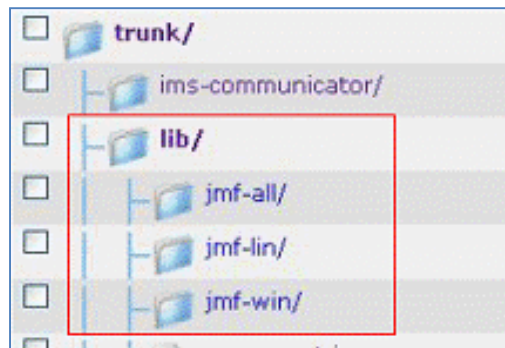 trunk/
ims-communicator/
lib/
jmf-all/
jmf-lin/
jmf-win/